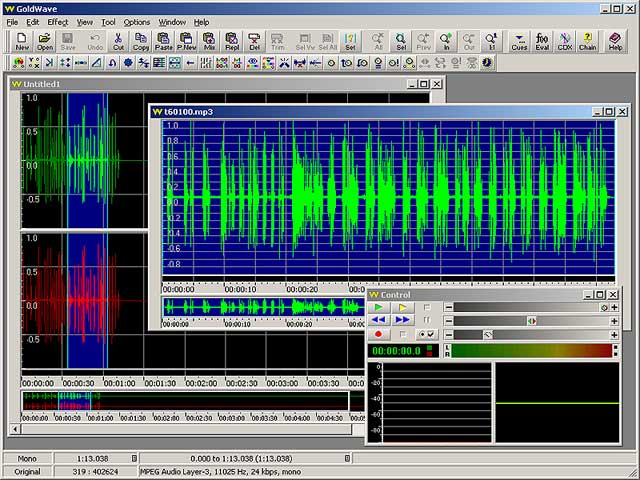 GoldWave
File Edit Effect View Tool Options Window Help
New Open Save Undo Cut Copy Paste P.New Mix Repl Del Trim Sel Vw Sel All Set All Sel Prev In Out 1:1 Cues f(x) Eval CDX Chain Help
Untitled1
1.0
0.5
0.0
-0.5
1.0
0.5
0.0
-0.5
00:00:00 00:00:30 00:01:00 00:01:30 00:02:00 00:02:30 00:03:00 00:03:30
00:00:00 00:00:30 00:01:00 00:01:30 00:02:00 00:02:30 00:03:00 00:03:30 00:04:00 00:04:30
t60100.mp3
1.0
0.8
0.6
0.4
0.2
0.0
-0.2
-0.4
-0.6
-0.8
00:00:00 00:00:10 00:00:20
00:00:00 00:00:10 00:00:20
Control
L
R
00:00:00.0
0
-20
-40
-60
-80
Mono 1:13.038 0.000 to 1:13.038 (1:13.038)
Original 319 : 402624 MPEG Audio Layer-3, 11025 Hz, 24 kbps, mono